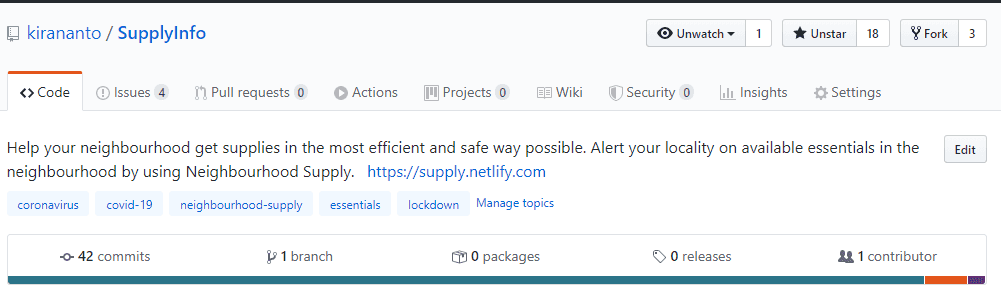 kirananto / SupplyInfo Unwatch 1 Unstar 18 Fork 3
Code Issues 4 Pull requests 0 Actions Projects 0 Wiki Security 0 Insights Settings
Help your neighbourhood get supplies in the most efficient and safe way possible. Alert your locality on available essentials in the Edit
neighbourhood by using Neighbourhood Supply. https://supply.netlify.com
coronavirus covid-19 neighbourhood-supply essentials lockdown Manage topics
42 commits 1 branch 0 packages 0 releases 1 contributor